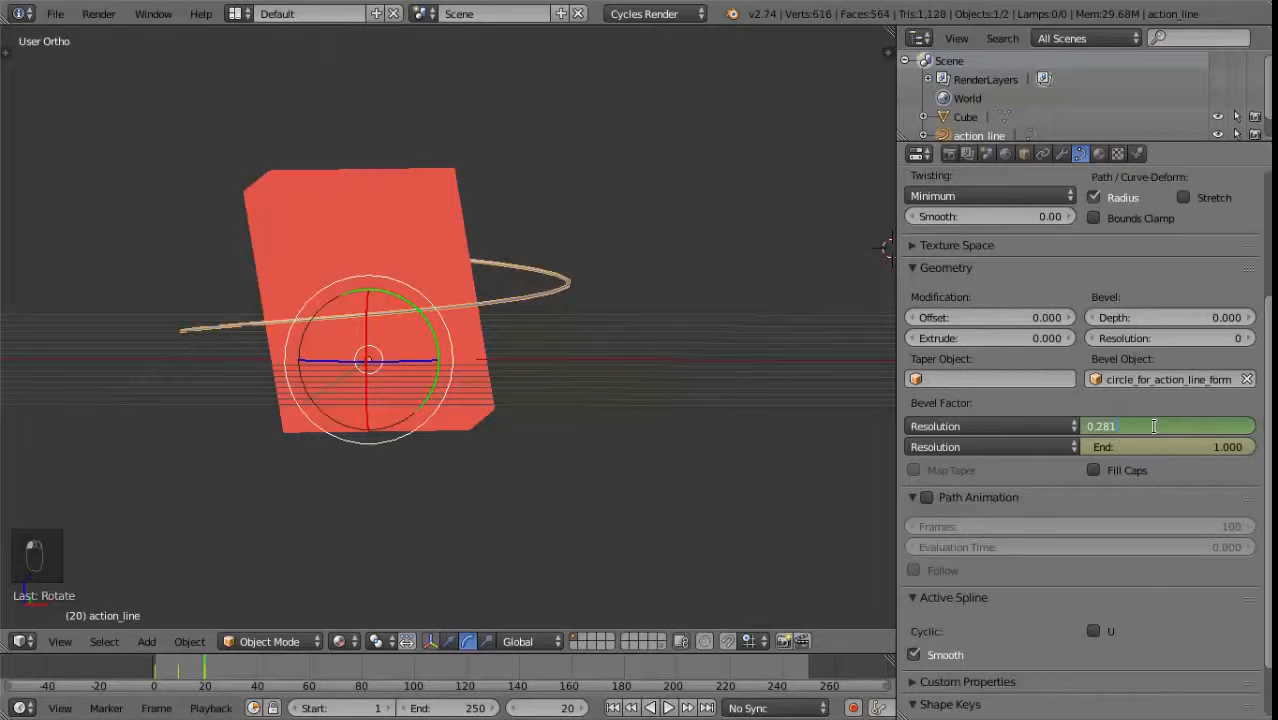 File Render Window Help Default Scene Cycles Render v2.74 | Verts:616 | Faces:564 | Tris:1,128 | Objects:1/2 | Lamps:0/0 | Mem:29.68M | action_line
User Ortho
View Search All Scenes
Scene
RenderLayers
World
Cube
action_line
Twisting: Path / Curve-Deform:
Minimum Radius Stretch
Smooth: 0.00 Bounds Clamp
Texture Space
Geometry
Modification: Bevel:
Offset: 0.000 Depth: 0.000
Extrude: 0.000 Resolution: 0
Taper Object: Bevel Object:
circle_for_action_line_form
Bevel Factor:
Resolution 0.281
Resolution End: 1.000
Map Taper Fill Caps
Path Animation
Frames: 100
Evaluation Time: 0.000
Follow
Active Spline
Cyclic: U
Smooth
Custom Properties
Shape Keys
Last: Rotate
(20) action_line
View Select Add Object Object Mode Global
-40 -20 0 20 40 60 80 100 120 140 160 180 200 220 240 260
View Marker Frame Playback Start: 1 End: 250 20 No Sync